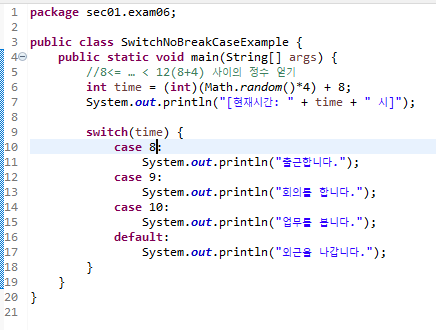 1 package sec01.exam06;
2
3 public class SwitchNoBreakCaseExample {
4 public static void main(String[] args) {
5 //8<= … < 12(8+4) 사이의 정수 얻기
6 int time = (int)(Math.random()*4) + 8;
7 System.out.println("[현재시간: " + time + " 시]");
8
9 switch(time) {
10 case 8:
11 System.out.println("출근합니다.");
12 case 9:
13 System.out.println("회의를 합니다.");
14 case 10:
15 System.out.println("업무를 봅니다.");
16 default:
17 System.out.println("외근을 나갑니다.");
18 }
19 }
20 }
21